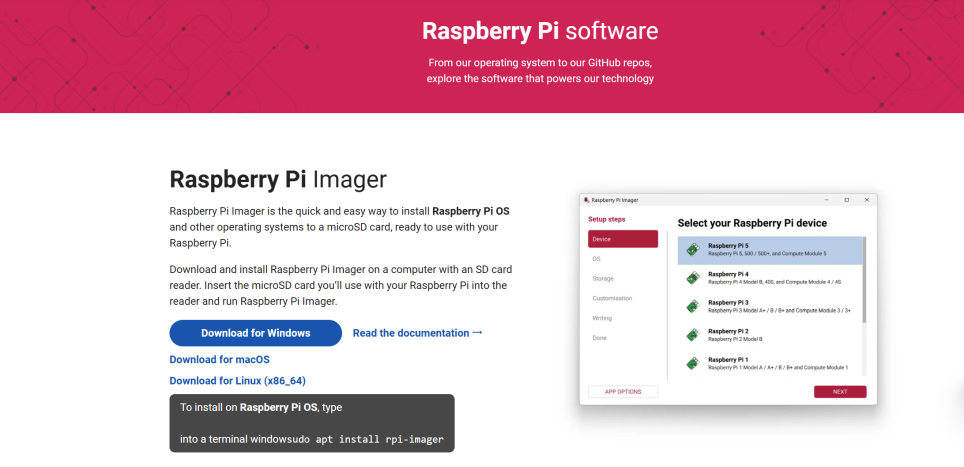 Raspberry Pi software
From our operating system to our GitHub repos,
explore the software that powers our technology
Raspberry Pi Imager
Raspberry Pi Imager is the quick and easy way to install Raspberry Pi OS
and other operating systems to a microSD card, ready to use with your
Raspberry Pi.
Download and install Raspberry Pi Imager on a computer with an SD card
reader. Insert the microSD card you’ll use with your Raspberry Pi into the
reader and run Raspberry Pi Imager.
Download for Windows
Read the documentation →
Download for macOS
Download for Linux (x86_64)
To install on Raspberry Pi OS, type
into a terminal windowsudo apt install rpi-imager
Raspberry Pi Imager
Setup steps
Device
OS
Storage
Customisation
Writing
Done
APP OPTIONS
Select your Raspberry Pi device
Raspberry Pi 5
Raspberry Pi 5, 500 / 500+, and Compute Module 5
Raspberry Pi 4
Raspberry Pi 4 Model B, 400, and Compute Module 4 / 4S
Raspberry Pi 3
Raspberry Pi 3 Model A+ / B / B+ and Compute Module 3 / 3+
Raspberry Pi 2
Raspberry Pi 2 Model B
Raspberry Pi 1
Raspberry Pi 1 Model A / A+ / B / B+ and Compute Module 1
NEXT